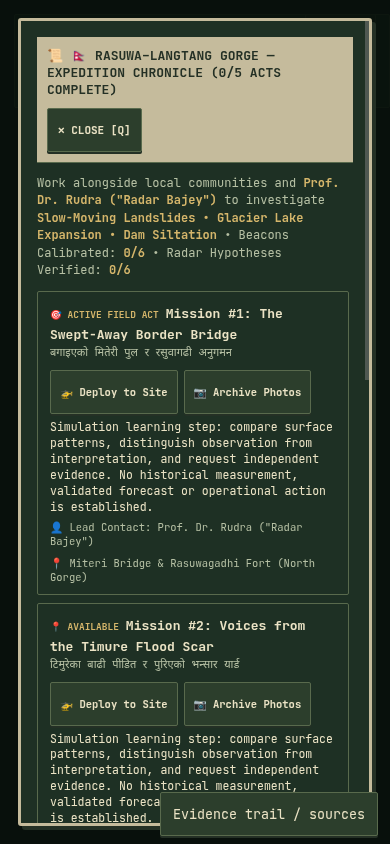 📜 🇳🇵 RASUWA-LANGTANG GORGE —
EXPEDITION CHRONICLE (0/5 ACTS
COMPLETE)
× CLOSE [Q]
Work alongside local communities and Prof.
Dr. Rudra ("Radar Bajey") to investigate
Slow-Moving Landslides • Glacier Lake
Expansion • Dam Siltation • Beacons
Calibrated: 0/6 • Radar Hypotheses
Verified: 0/6
🎯 ACTIVE FIELD ACT Mission #1: The
Swept-Away Border Bridge
बगाइएको मितेरी पुल र रसुवागढी अनुगमन
🚁 Deploy to Site
📷 Archive Photos
Simulation learning step: compare surface
patterns, distinguish observation from
interpretation, and request independent
evidence. No historical measurement,
validated forecast or operational action
is established.
👤 Lead Contact: Prof. Dr. Rudra ("Radar
Bajey")
📍 Miteri Bridge & Rasuwagadhi Fort (North
Gorge)
📍 AVAILABLE Mission #2: Voices from
the Timure Flood Scar
टिमुरेका बाढी पीडित र पुरिएको भन्सार यार्ड
🚁 Deploy to Site
📷 Archive Photos
Simulation learning step: compare surface
patterns, distinguish observation from
interpretation, and request independent
evidence. No historical measurement,
validated foreca
is established.
Evidence trail / sources